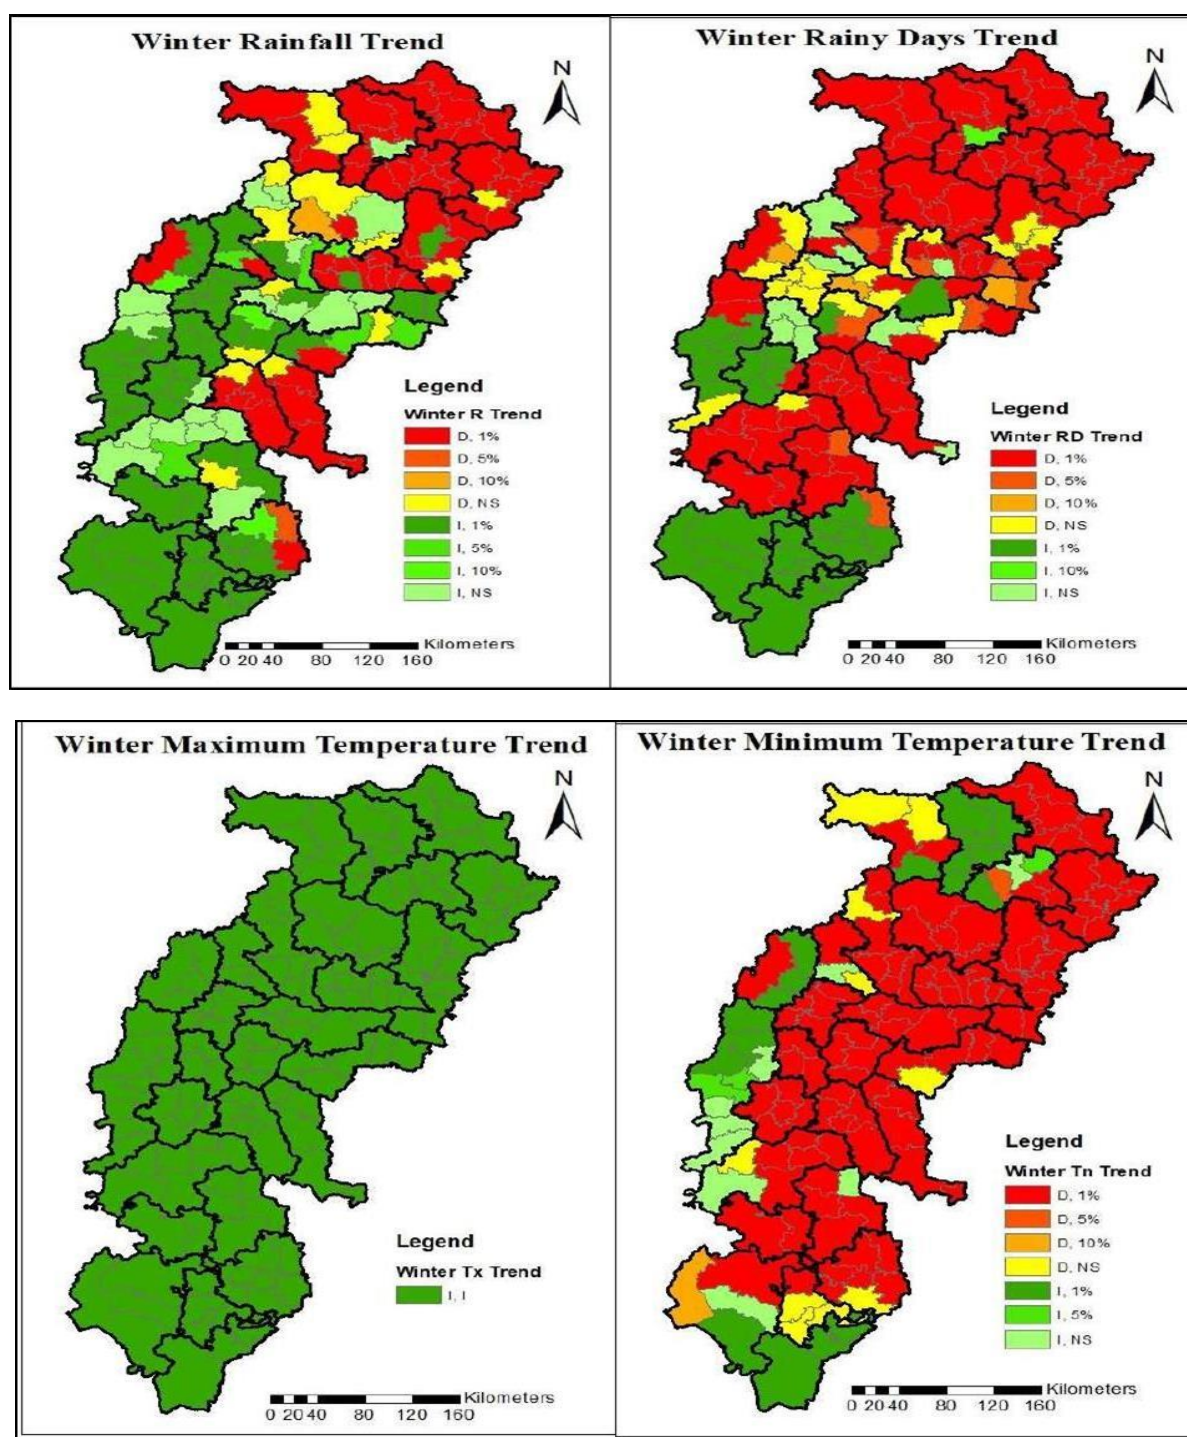 Winter Rainfall Trend
N
Legend
Winter R Trend
D, 1%
D, 5%
D, 10%
D, NS
I, 1%
I, 5%
I, 10%
I, NS
Kilometers
0 20 40 80 120 160
Winter Rainy Days Trend
N
Legend
Winter RD Trend
D, 1%
D, 5%
D, 10%
D, NS
I, 1%
I, 10%
I, NS
Kilometers
0 20 40 80 120 160
Winter Maximum Temperature Trend
N
Legend
Winter Tx Trend
I, I
Kilometers
0 20 40 80 120 160
Winter Minimum Temperature Trend
N
Legend
Winter Tn Trend
D, 1%
D, 5%
D, 10%
D, NS
I, 1%
I, 5%
I, NS
Kilometers
0 20 40 80 120 160